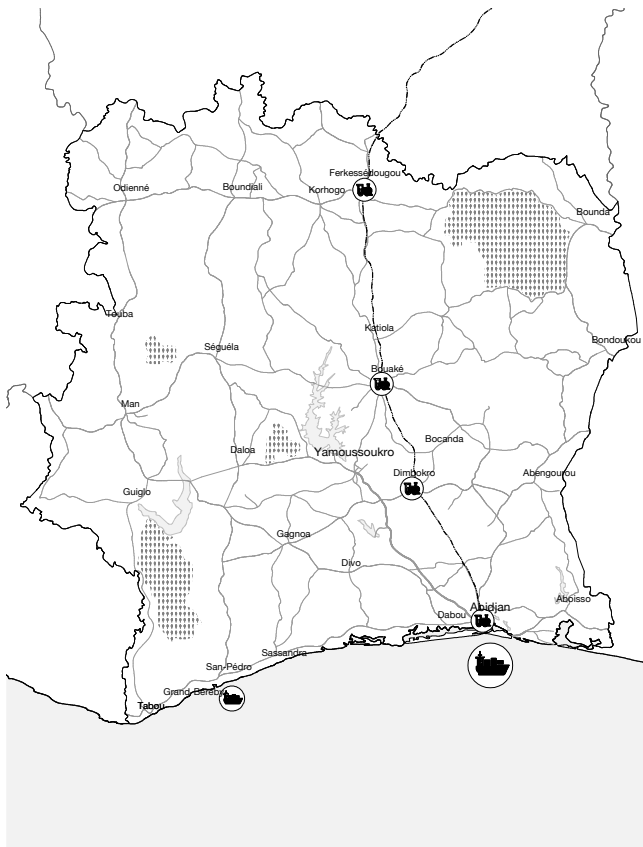 Ferkessédougou
Odienné
Boundiali
Korhogo
Bounda
Touba
Katiola
Séguéla
Bondoukou
Bouaké
Man
Bocanda
Daloa
Yamoussoukro
Dimbokro
Abengourou
Guiglo
Gagnoa
Divo
Aboisso
Abidjan
Dabou
Sassandra
San-Pédro
Grand-Béréby
Tabou